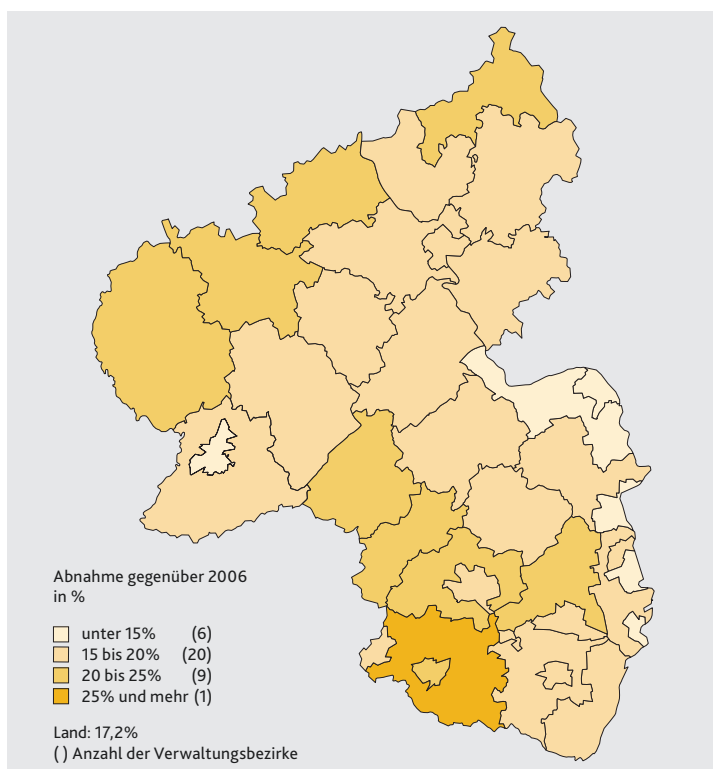 Abnahme gegenüber 2006
in %
unter 15% (6)
15 bis 20% (20)
20 bis 25% (9)
25% und mehr (1)
Land: 17,2%
( ) Anzahl der Verwaltungsbezirke